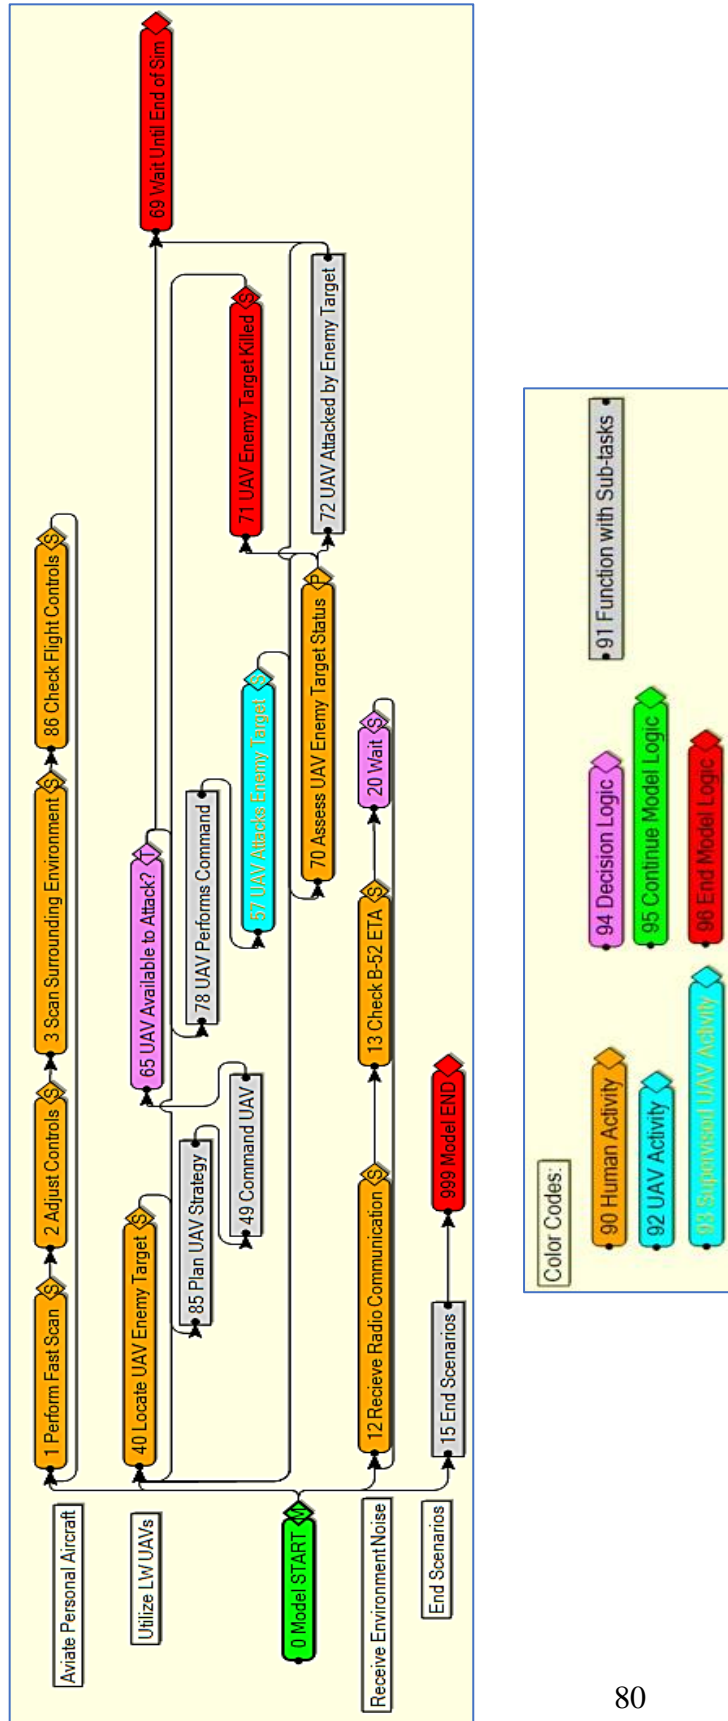 Aviate Personal Aircraft
1 Perform Fast Scan
S
2 Adjust Controls
S
3 Scan Surrounding Environment
S
86 Check Flight Controls
S
Utilize LW UAVs
40 Locate UAV Enemy Target
S
85 Plan UAV Strategy
49 Command UAV
65 UAV Available to Attack?
T
78 UAV Performs Command
57 UAV Attacks Enemy Target
S
70 Assess UAV Enemy Target Status
P
71 UAV Enemy Target Killed
S
72 UAV Attacked by Enemy Target
69 Wait Until End of Sim
0 Model START
M
Receive Environment Noise
12 Recieve Radio Communication
S
13 Check B-52 ETA
S
20 Wait
S
End Scenarios
15 End Scenarios
999 Model END
Color Codes:
90 Human Activity
94 Decision Logic
91 Function with Sub-tasks
92 UAV Activity
95 Continue Model Logic
93 Supervised UAV Activity
96 End Model Logic
80